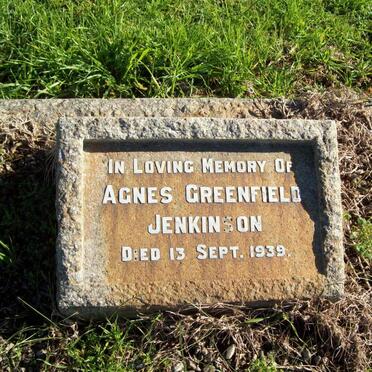 In Loving Memory Of
Agnes Greenfield
Jenkinson
Died 13 Sept. 1939.